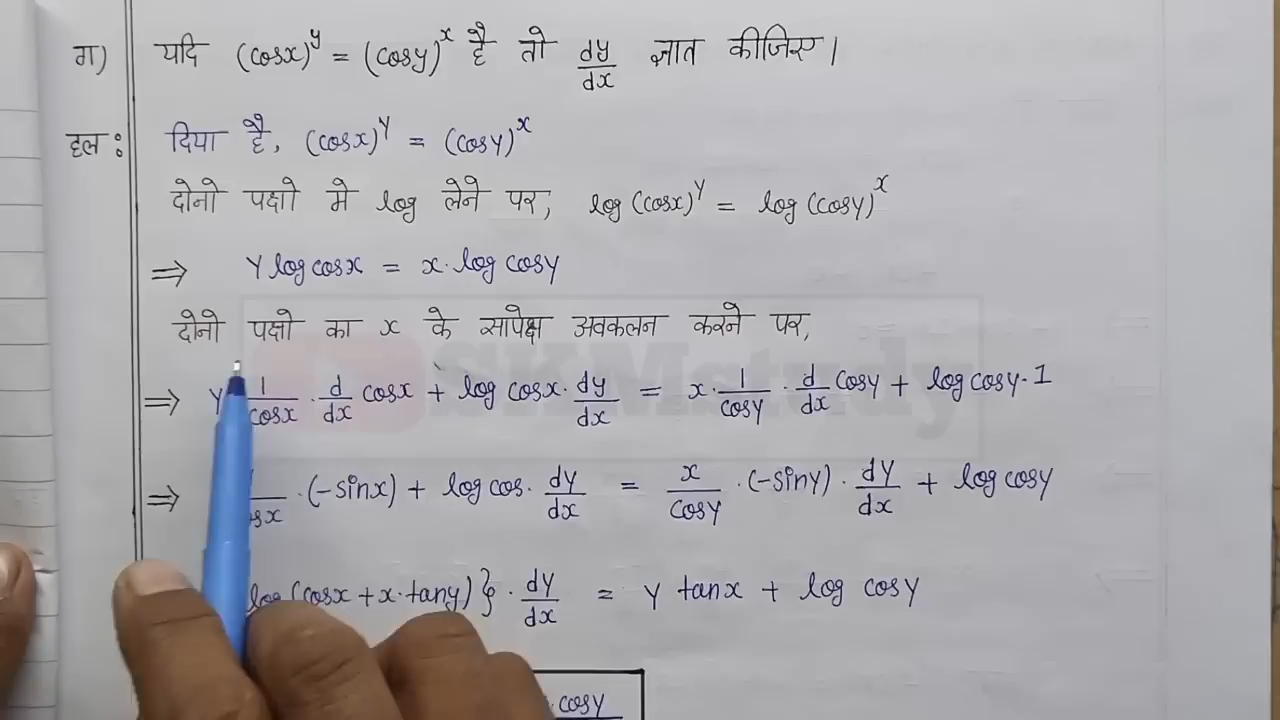 ग) यदि (cosx)^y = (cosy)^x है तो dy/dx ज्ञात कीजिए।
हल: दिया है, (cosx)^y = (cosy)^x
दोनो पक्षो मे log लेने पर, log (cosx)^y = log (cosy)^x
⇒ y log cosx = x · log cosy
दोनो पक्षो का x के सापेक्ष अवकलन करने पर,
SKMstudy
⇒ y 1/cosx · d/dx cosx + log cosx · dy/dx = x · 1/cosy · d/dx cosy + log cosy · 1
⇒ · (-sinx) + log cos · dy/dx = x/cosy · (-siny) · dy/dx + log cosy
log (cosx + x · tany) } · dy/dx = y tanx + log cosy
cosy